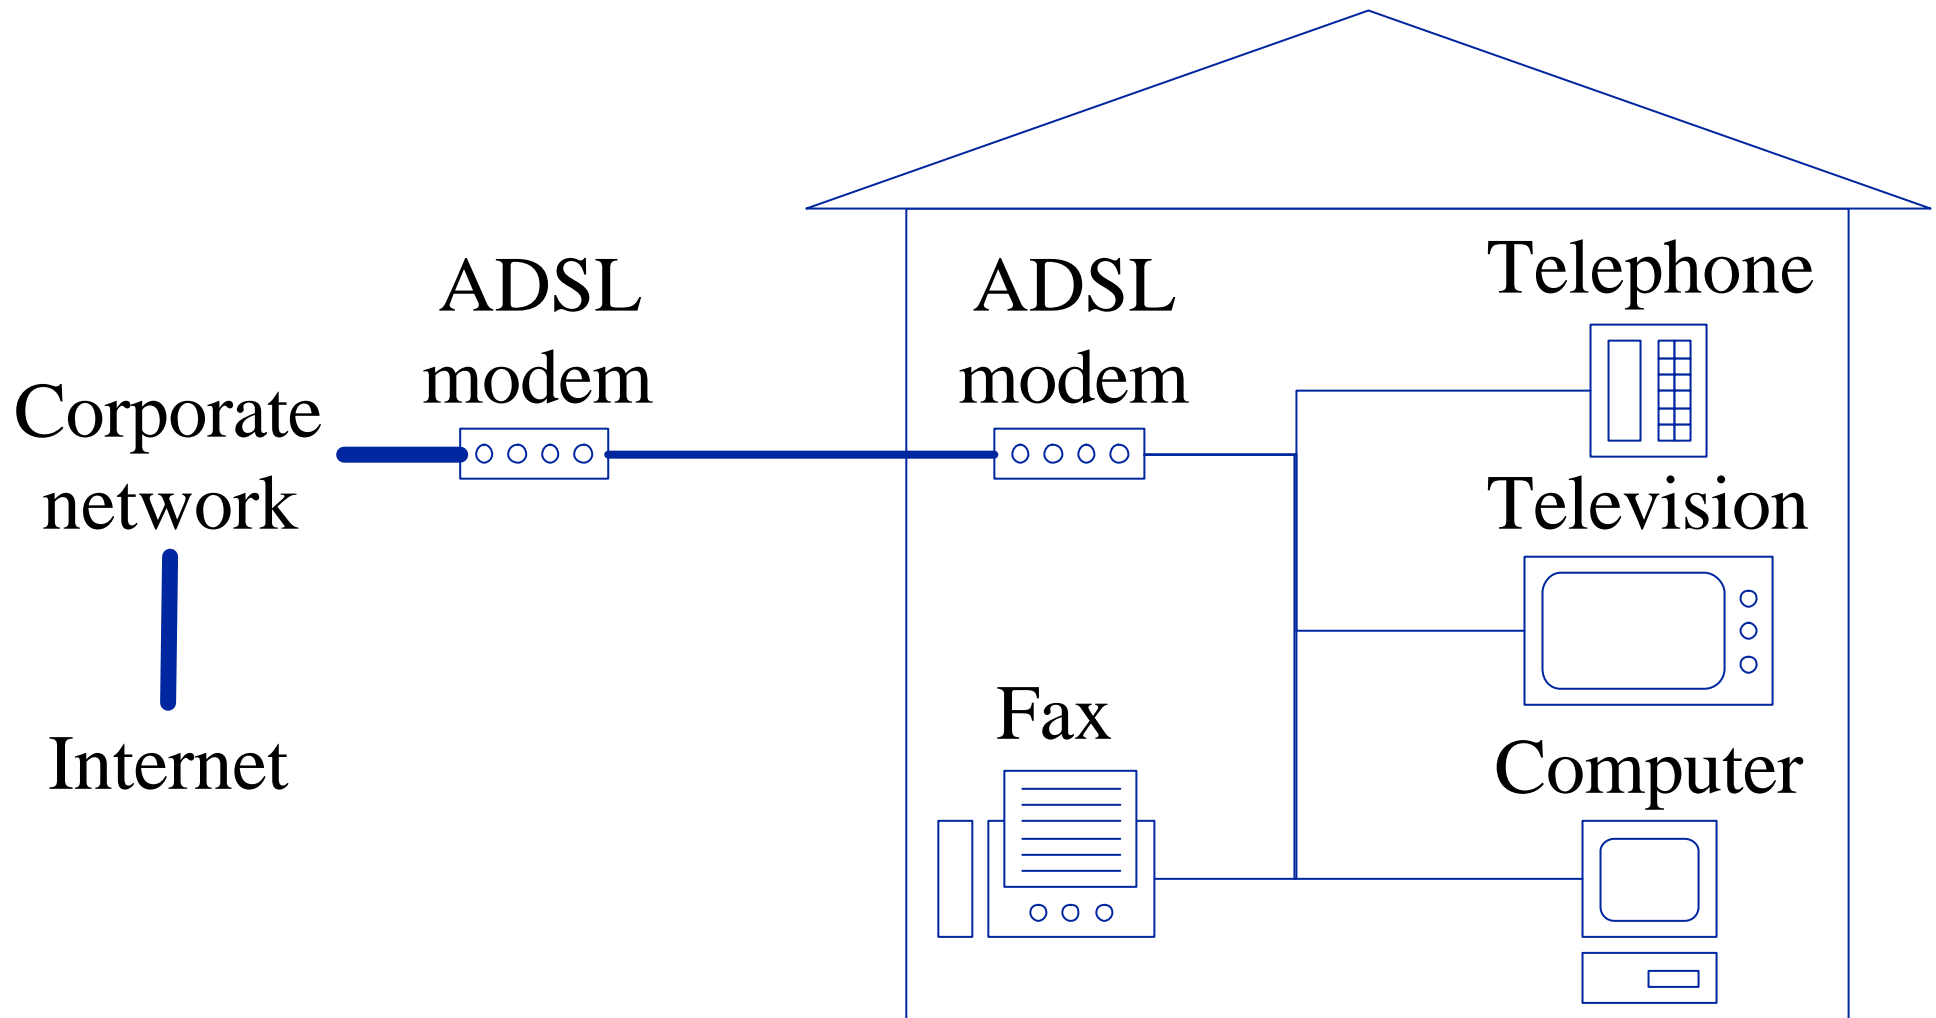 ADSL
modem
ADSL
modem
Telephone
Corporate
network
Television
Fax
Internet
Computer